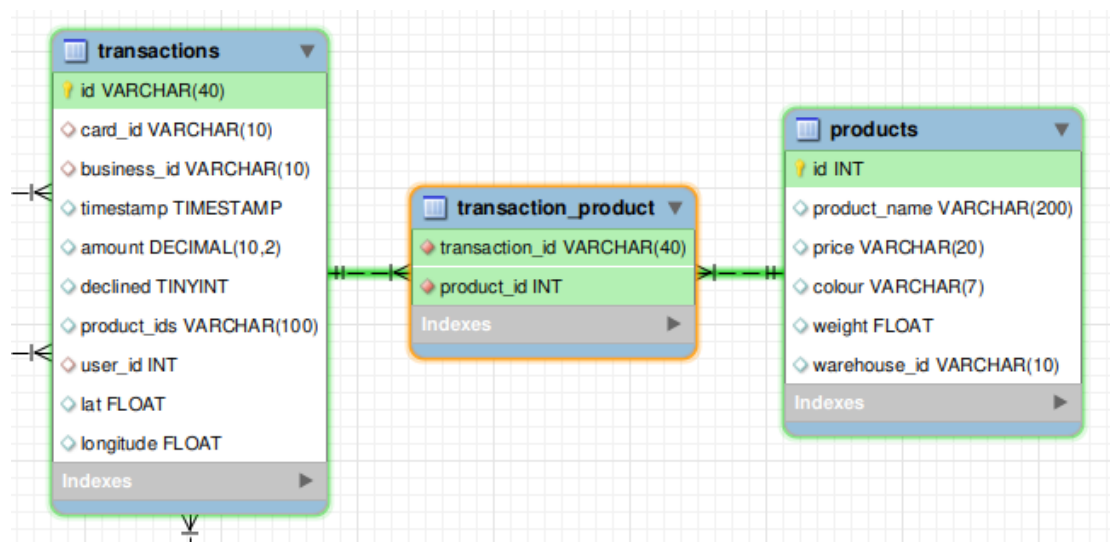 transactions
id VARCHAR(40)
card_id VARCHAR(10)
business_id VARCHAR(10)
timestamp TIMESTAMP
amount DECIMAL(10,2)
declined TINYINT
product_ids VARCHAR(100)
user_id INT
lat FLOAT
longitude FLOAT
Indexes
transaction_product
transaction_id VARCHAR(40)
product_id INT
Indexes
products
id INT
product_name VARCHAR(200)
price VARCHAR(20)
colour VARCHAR(7)
weight FLOAT
warehouse_id VARCHAR(10)
Indexes